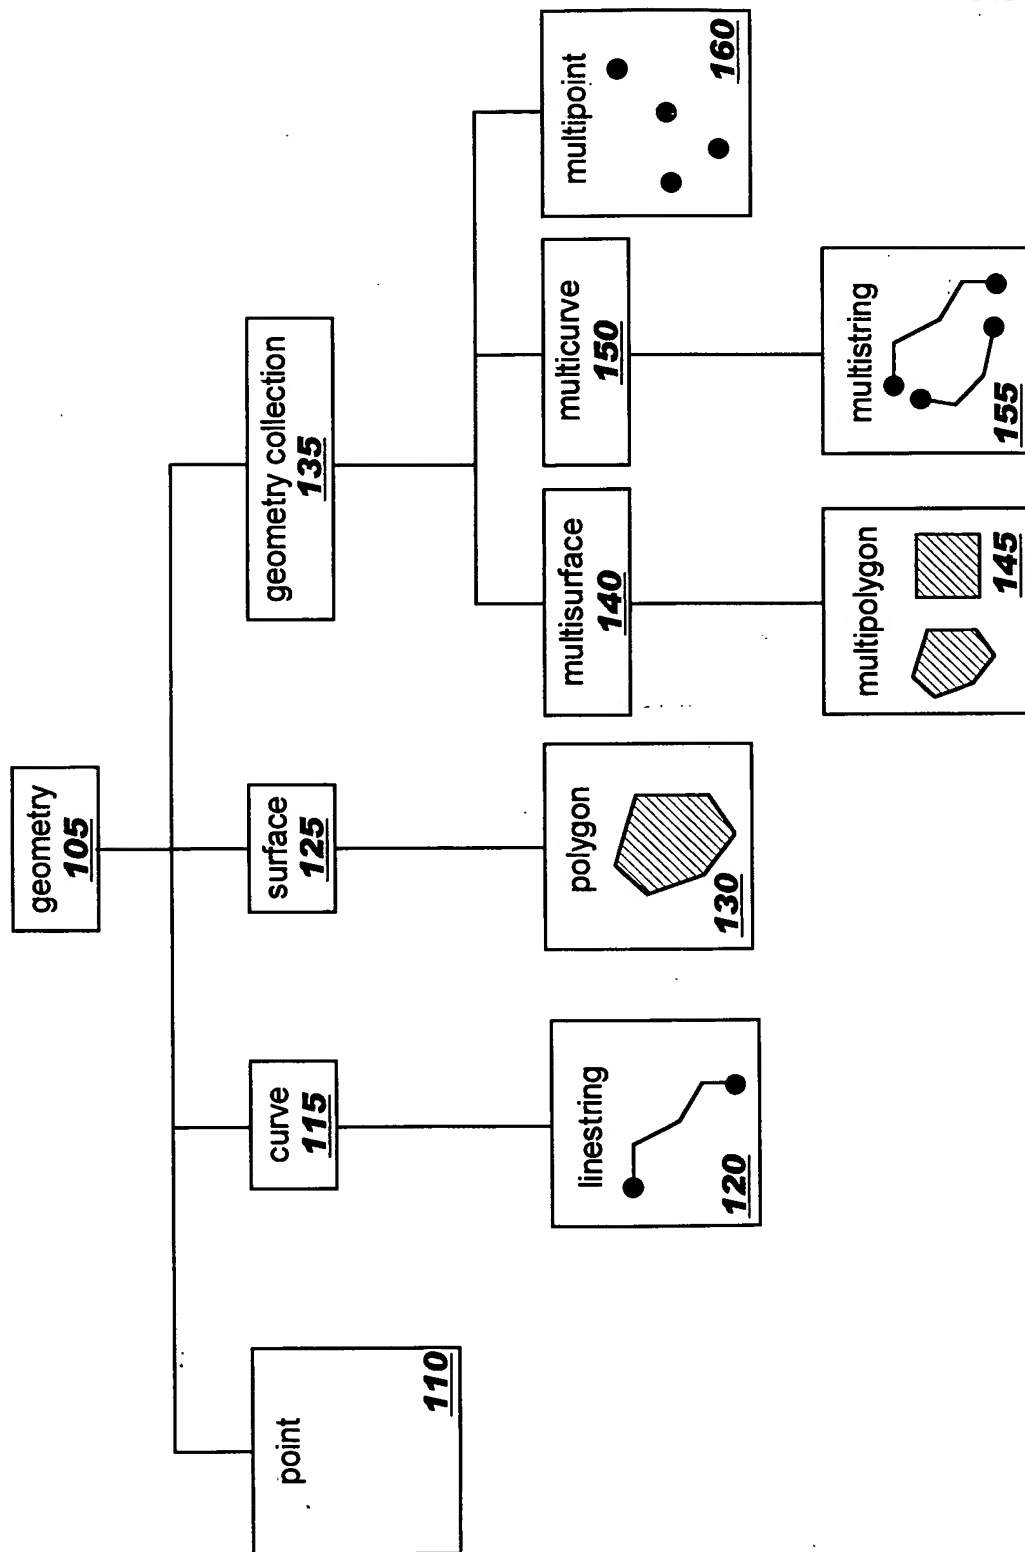 geometry
105
point
110
curve
115
surface
125
geometry collection
135
linestring
120
polygon
130
multisurface
140
multicurve
150
multipoint
160
multipolygon
145
multistring
155